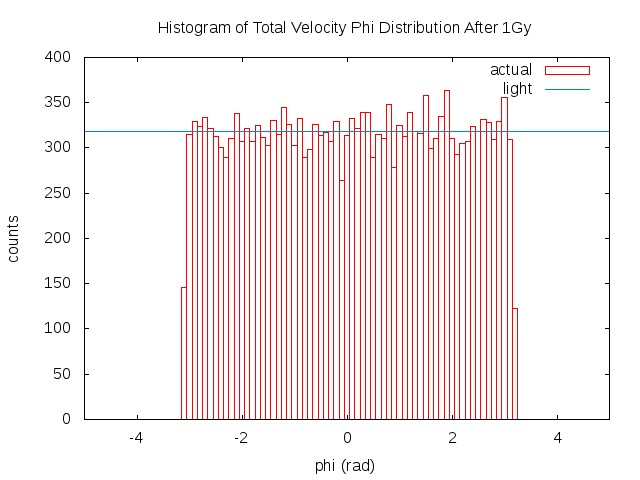 Histogram of Total Velocity Phi Distribution After 1Gy
400
350
300
250
200
150
100
50
0
counts
-4 -2 0 2 4
phi (rad)
actual
light